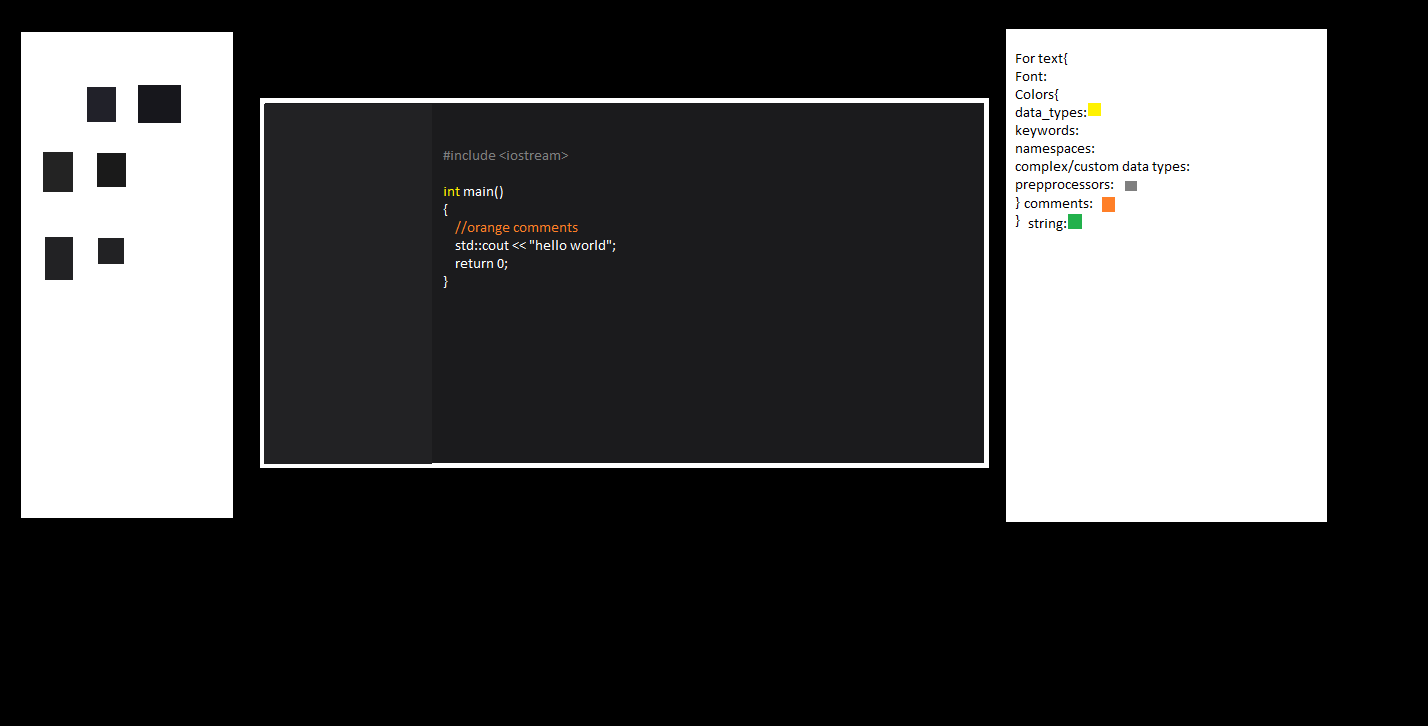 #include <iostream>
int main()
{
//orange comments
std::cout << "hello world";
return 0;
}
For text{
Font:
Colors{
data_types:
keywords:
namespaces:
complex/custom data types:
prepprocessors:
} comments:
} string: